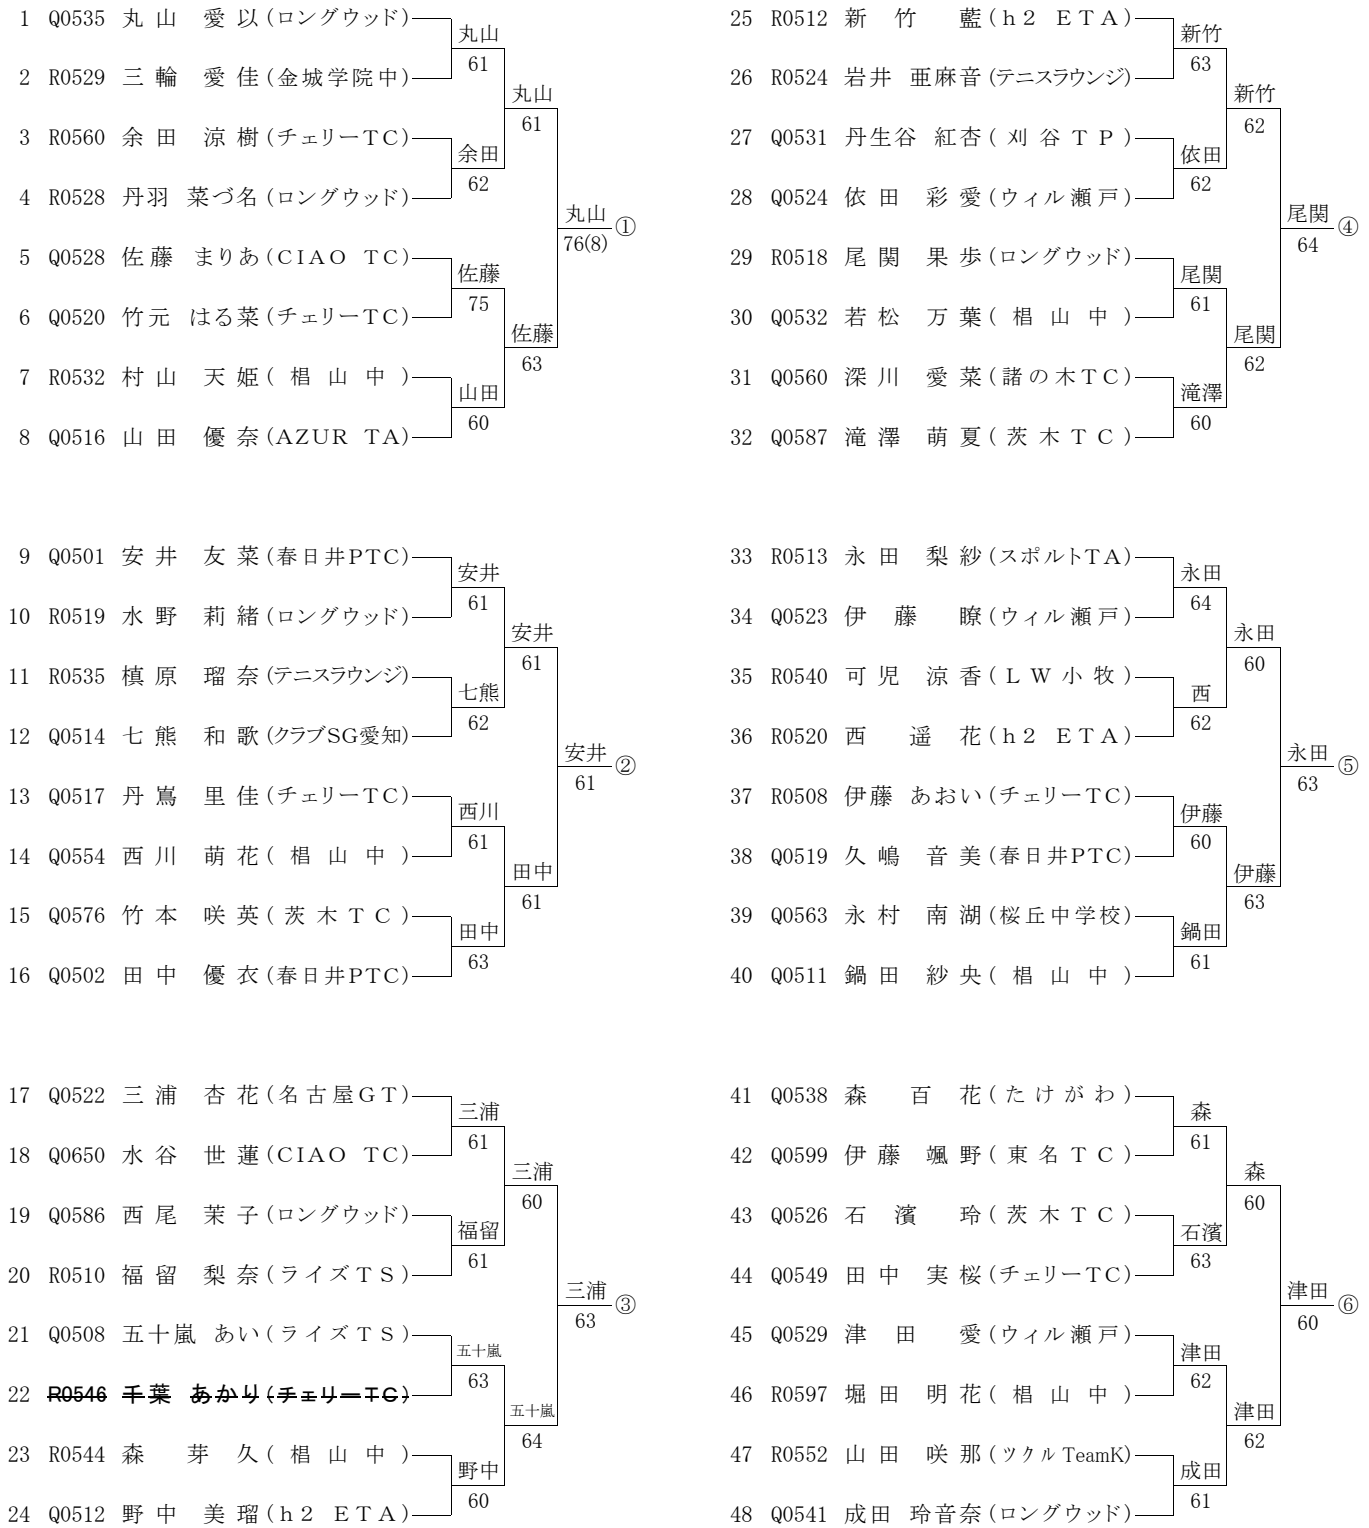 1 Q0535 丸山 愛以(ロングウッド)
丸山
61
2 R0529 三輪 愛佳(金城学院中)
丸山
61
3 R0560 余田 涼樹(チェリーTC)
余田
62
4 R0528 丹羽 菜づ名(ロングウッド)
丸山 ①
76(8)
5 Q0528 佐藤 まりあ(CIAO TC)
佐藤
75
6 Q0520 竹元 はる菜(チェリーTC)
佐藤
63
7 R0532 村山 天姫(椙山中)
山田
60
8 Q0516 山田 優奈(AZUR TA)
9 Q0501 安井 友菜(春日井PTC)
安井
61
10 R0519 水野 莉緒(ロングウッド)
安井
61
11 R0535 槙原 瑠奈(テニスラウンジ)
七熊
62
12 Q0514 七熊 和歌(クラブSG愛知)
安井 ②
61
13 Q0517 丹嶌 里佳(チェリーTC)
西川
61
14 Q0554 西川 萌花(椙山中)
田中
61
15 Q0576 竹本 咲英(茨木TC)
田中
63
16 Q0502 田中 優衣(春日井PTC)
17 Q0522 三浦 杏花(名古屋GT)
三浦
61
18 Q0650 水谷 世蓮(CIAO TC)
三浦
60
19 Q0586 西尾 茉子(ロングウッド)
福留
61
20 R0510 福留 梨奈(ライズTS)
三浦 ③
63
21 Q0508 五十嵐 あい(ライズTS)
五十嵐
63
22 R0546 千葉 あかり(チェリーTC)
五十嵐
64
23 R0544 森 芽久(椙山中)
野中
60
24 Q0512 野中 美瑠(h2 ETA)
25 R0512 新竹 藍(h2 ETA)
新竹
63
26 R0524 岩井 亜麻音(テニスラウンジ)
新竹
62
27 Q0531 丹生谷 紅杏(刈谷TP)
依田
62
28 Q0524 依田 彩愛(ウィル瀬戸)
尾関 ④
64
29 R0518 尾関 果歩(ロングウッド)
尾関
61
30 Q0532 若松 万葉(椙山中)
尾関
62
31 Q0560 深川 愛菜(諸の木TC)
滝澤
60
32 Q0587 滝澤 萌夏(茨木TC)
33 R0513 永田 梨紗(スポルトTA)
永田
64
34 Q0523 伊藤 瞭(ウィル瀬戸)
永田
60
35 R0540 可児 涼香(LW小牧)
西
62
36 R0520 西 遥花(h2 ETA)
永田 ⑤
63
37 R0508 伊藤 あおい(チェリーTC)
伊藤
60
38 Q0519 久嶋 音美(春日井PTC)
伊藤
63
39 Q0563 永村 南湖(桜丘中学校)
鍋田
61
40 Q0511 鍋田 紗央(椙山中)
41 Q0538 森 百花(たけがわ)
森
61
42 Q0599 伊藤 颯野(東名TC)
森
60
43 Q0526 石濱 玲(茨木TC)
石濱
63
44 Q0549 田中 実桜(チェリーTC)
津田 ⑥
60
45 Q0529 津田 愛(ウィル瀬戸)
津田
62
46 R0597 堀田 明花(椙山中)
津田
62
47 R0552 山田 咲那(ツクル TeamK)
成田
61
48 Q0541 成田 玲音奈(ロングウッド)